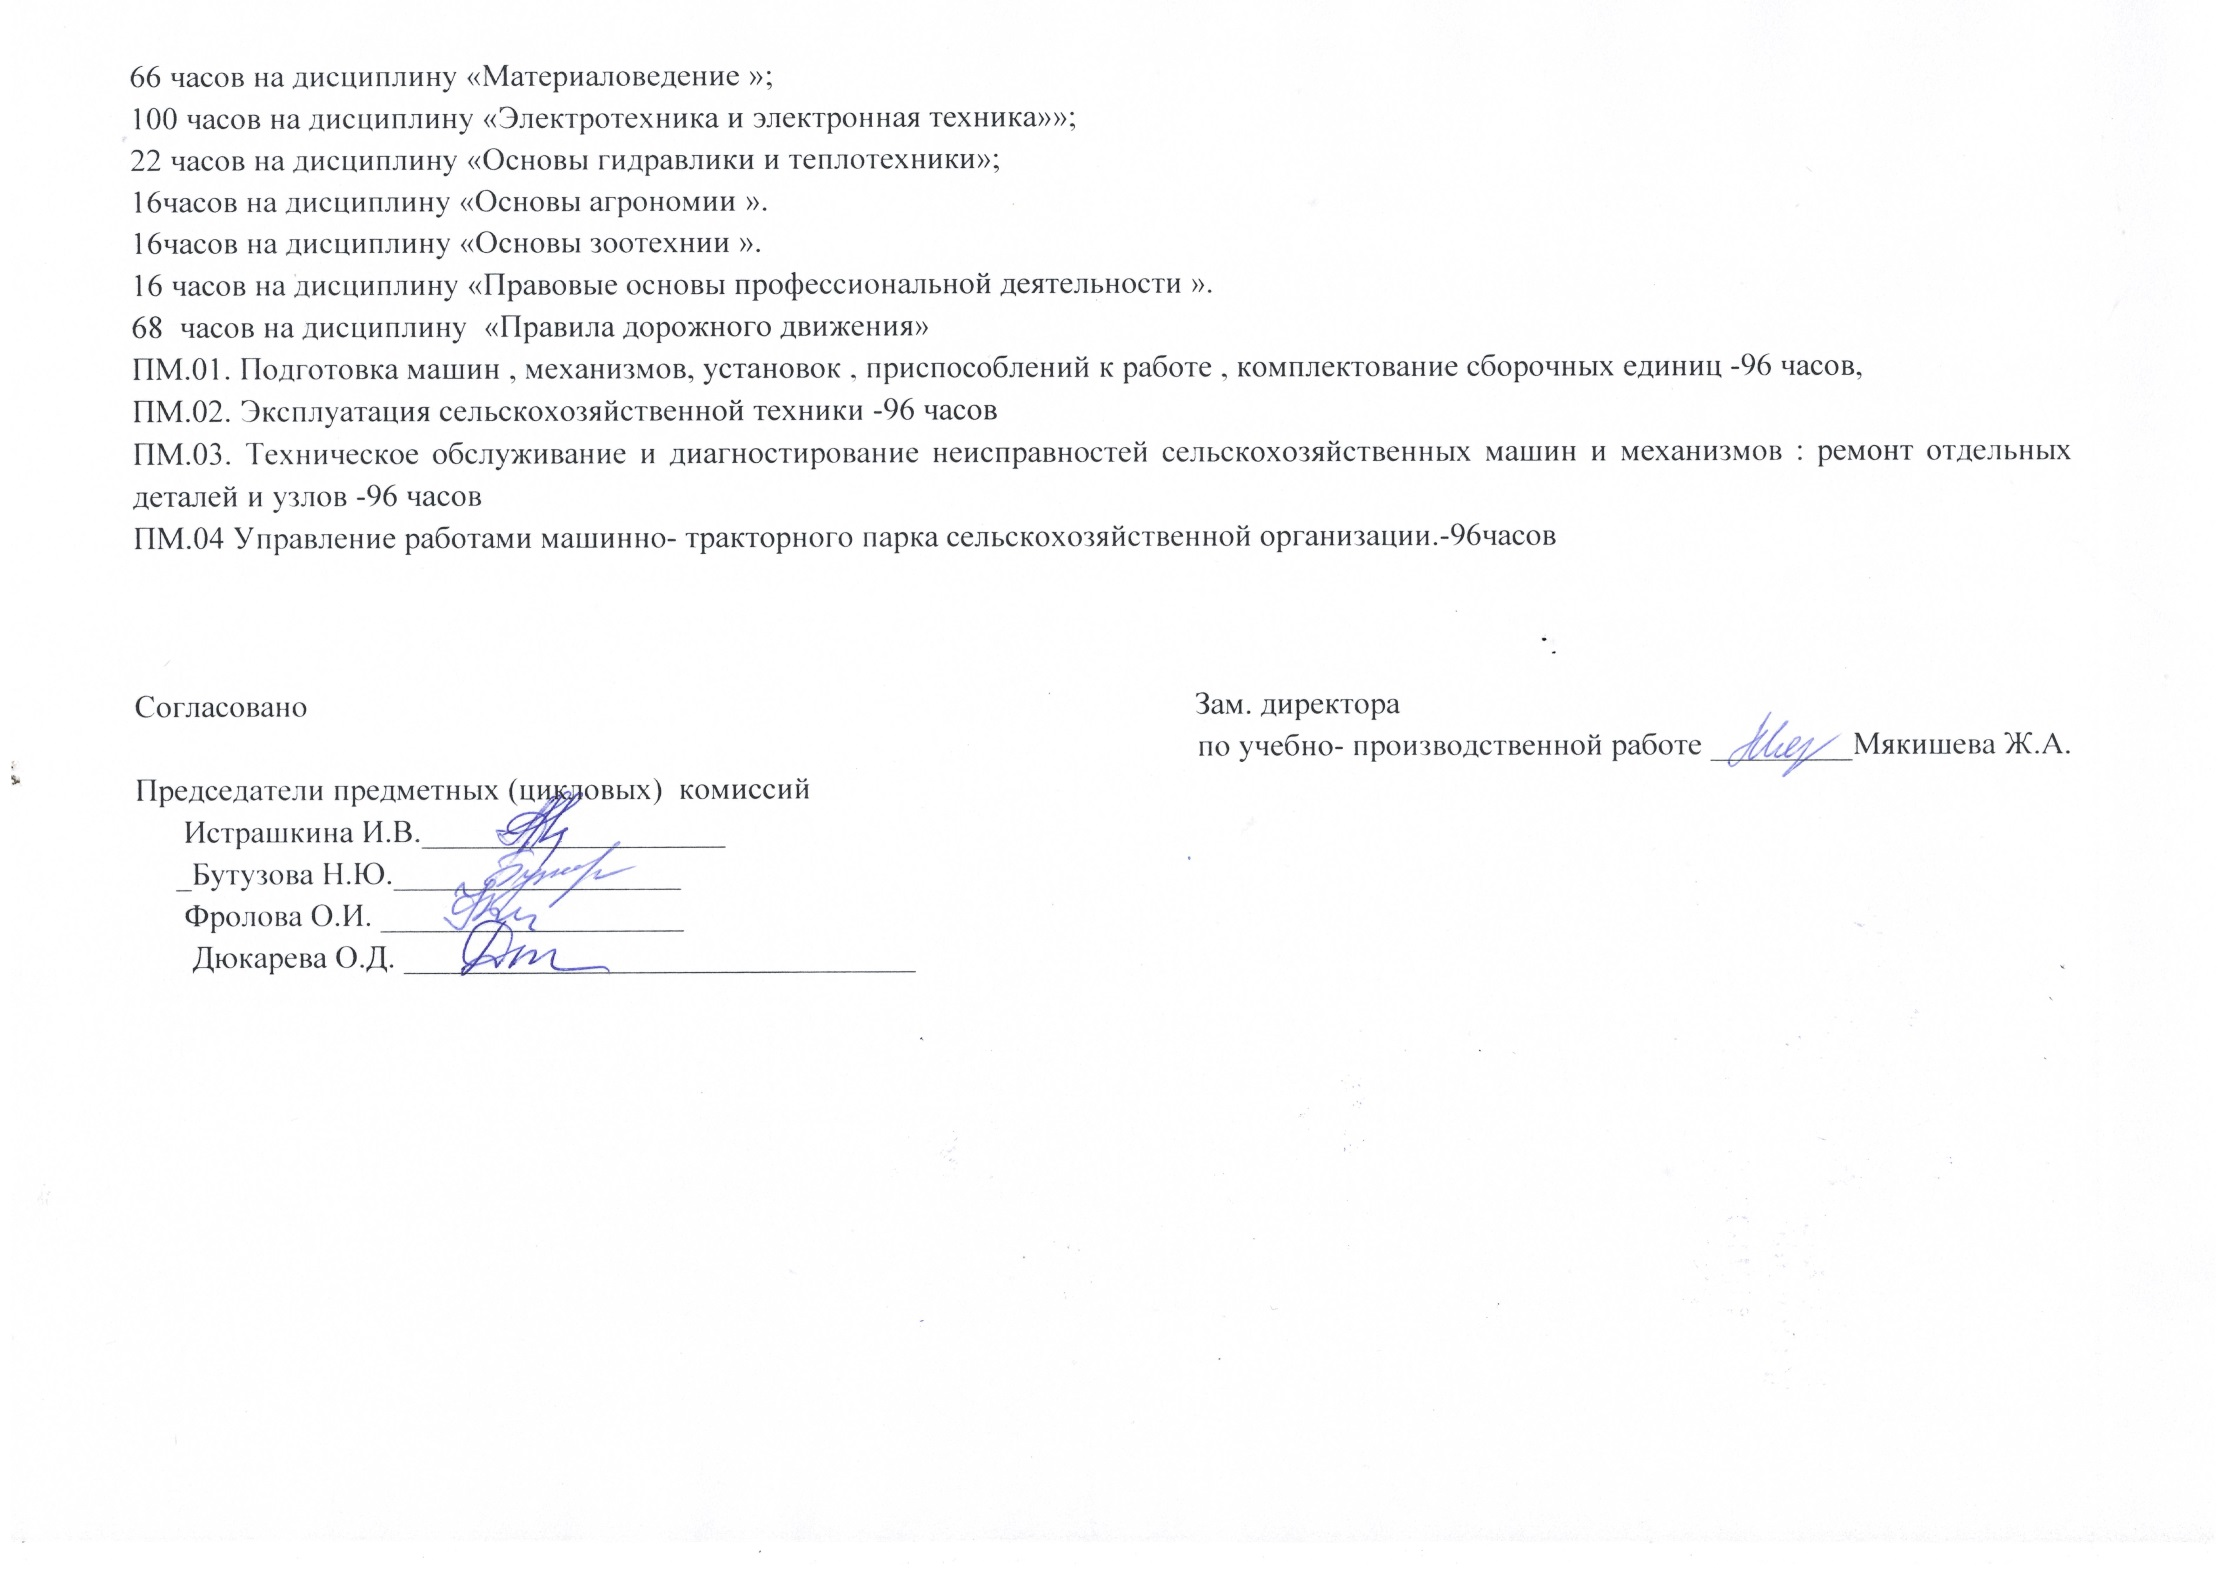 66 часов на дисциплину «Материаловедение »;
100 часов на дисциплину «Электротехника и электронная техника»»;
22 часов на дисциплину «Основы гидравлики и теплотехники»;
16часов на дисциплину «Основы агрономии ».
16часов на дисциплину «Основы зоотехнии ».
16 часов на дисциплину «Правовые основы профессиональной деятельности ».
68  часов на дисциплину  «Правила дорожного движения»
ПМ.01. Подготовка машин , механизмов, установок , приспособлений к работе , комплектование сборочных единиц -96 часов,
ПМ.02. Эксплуатация сельскохозяйственной техники -96 часов
ПМ.03. Техническое обслуживание и диагностирование неисправностей сельскохозяйственных машин и механизмов : ремонт отдельных
деталей и узлов -96 часов
ПМ.04 Управление работами машинно- тракторного парка сельскохозяйственной организации.-96часов
Согласовано
Зам. директора
по учебно- производственной работе _________Мякишева Ж.А.
Председатели предметных (цикловых)  комиссий
Истрашкина И.В.___________________
_Бутузова Н.Ю.__________________
Фролова О.И. ___________________
Дюкарева О.Д. ________________________________